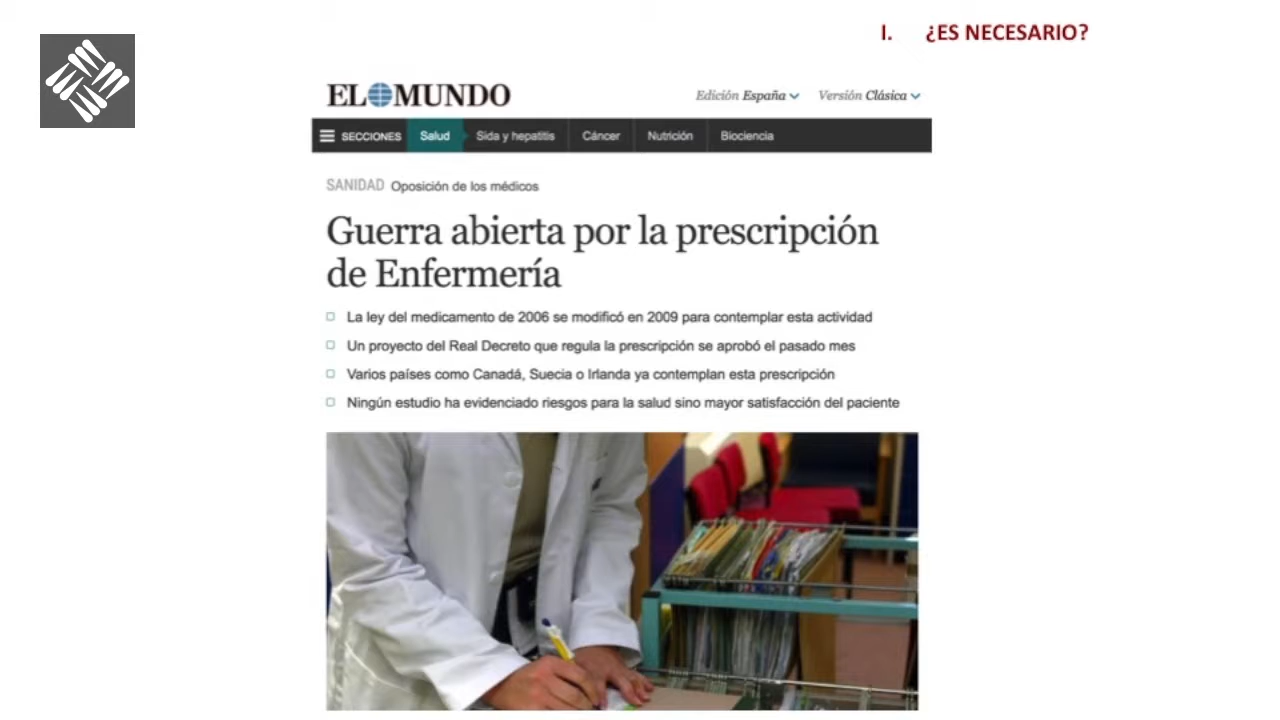 I. ¿ES NECESARIO?
EL MUNDO
Edición España
Versión Clásica
SECCIONES Salud Sida y hepatitis Cáncer Nutrición Biociencia
SANIDAD Oposición de los médicos
Guerra abierta por la prescripción
de Enfermería
La ley del medicamento de 2006 se modificó en 2009 para contemplar esta actividad
Un proyecto del Real Decreto que regula la prescripción se aprobó el pasado mes
Varios países como Canadá, Suecia o Irlanda ya contemplan esta prescripción
Ningún estudio ha evidenciado riesgos para la salud sino mayor satisfacción del paciente